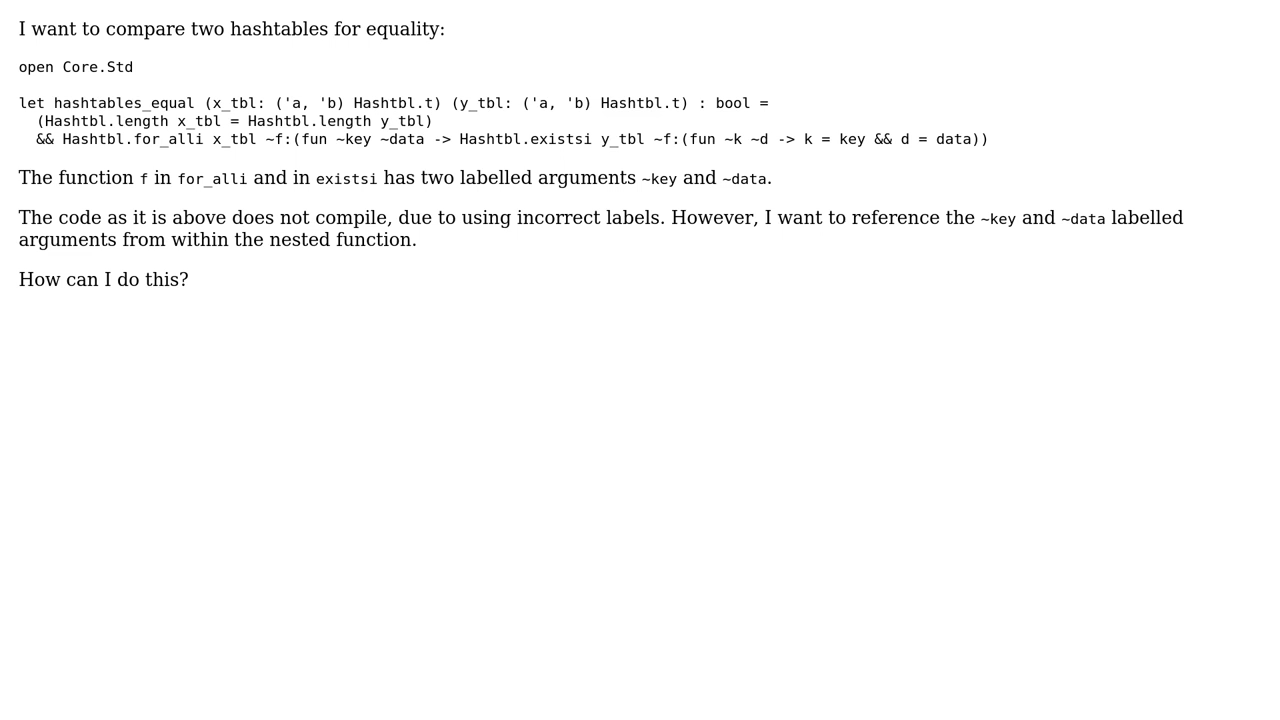 I want to compare two hashtables for equality:
open Core.Std
let hashtables_equal (x_tbl: ('a, 'b) Hashtbl.t) (y_tbl: ('a, 'b) Hashtbl.t) : bool =
(Hashtbl.length x_tbl = Hashtbl.length y_tbl)
&& Hashtbl.for_alli x_tbl ~f:(fun ~key ~data -> Hashtbl.existsi y_tbl ~f:(fun ~k ~d -> k = key && d = data))
The function f in for_alli and in existsi has two labelled arguments ~key and ~data.
The code as it is above does not compile, due to using incorrect labels. However, I want to reference the ~key and ~data labelled
arguments from within the nested function.
How can I do this?